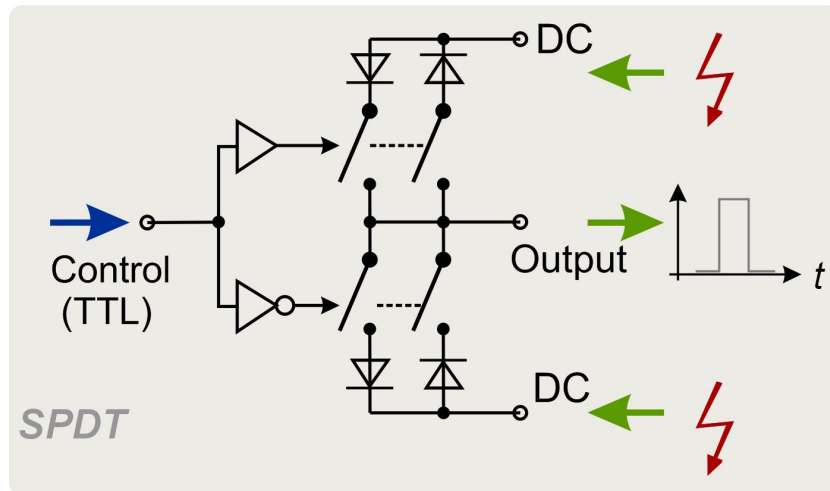 DC
Control
(TTL)
Output
t
DC
SPDT